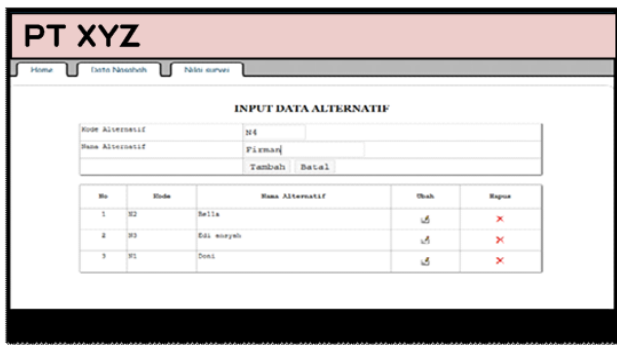 PT XYZ
Home Data Nasabah Nilai survey
INPUT DATA ALTERNATIF
Kode Alternatif N4
Nama Alternatif Firman
Tambah Batal
No Kode Nama Alternatif Ubah Hapus
1 N2 Bella
2 N3 Edi
3 N1 Doni